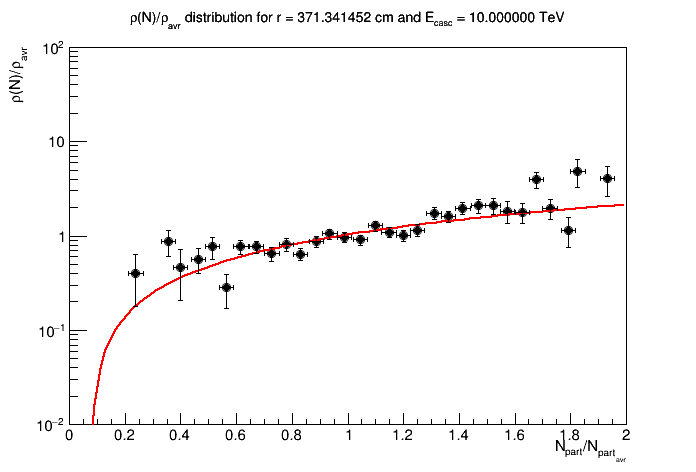 ρ(N)/ρavr distribution for r = 371.341452 cm and Ecasc = 10.000000 TeV
ρ(N)/ρavr
10²
10
1
10⁻¹
10⁻²
0 0.2 0.4 0.6 0.8 1 1.2 1.4 1.6 1.8 2
Npart/Npartavr